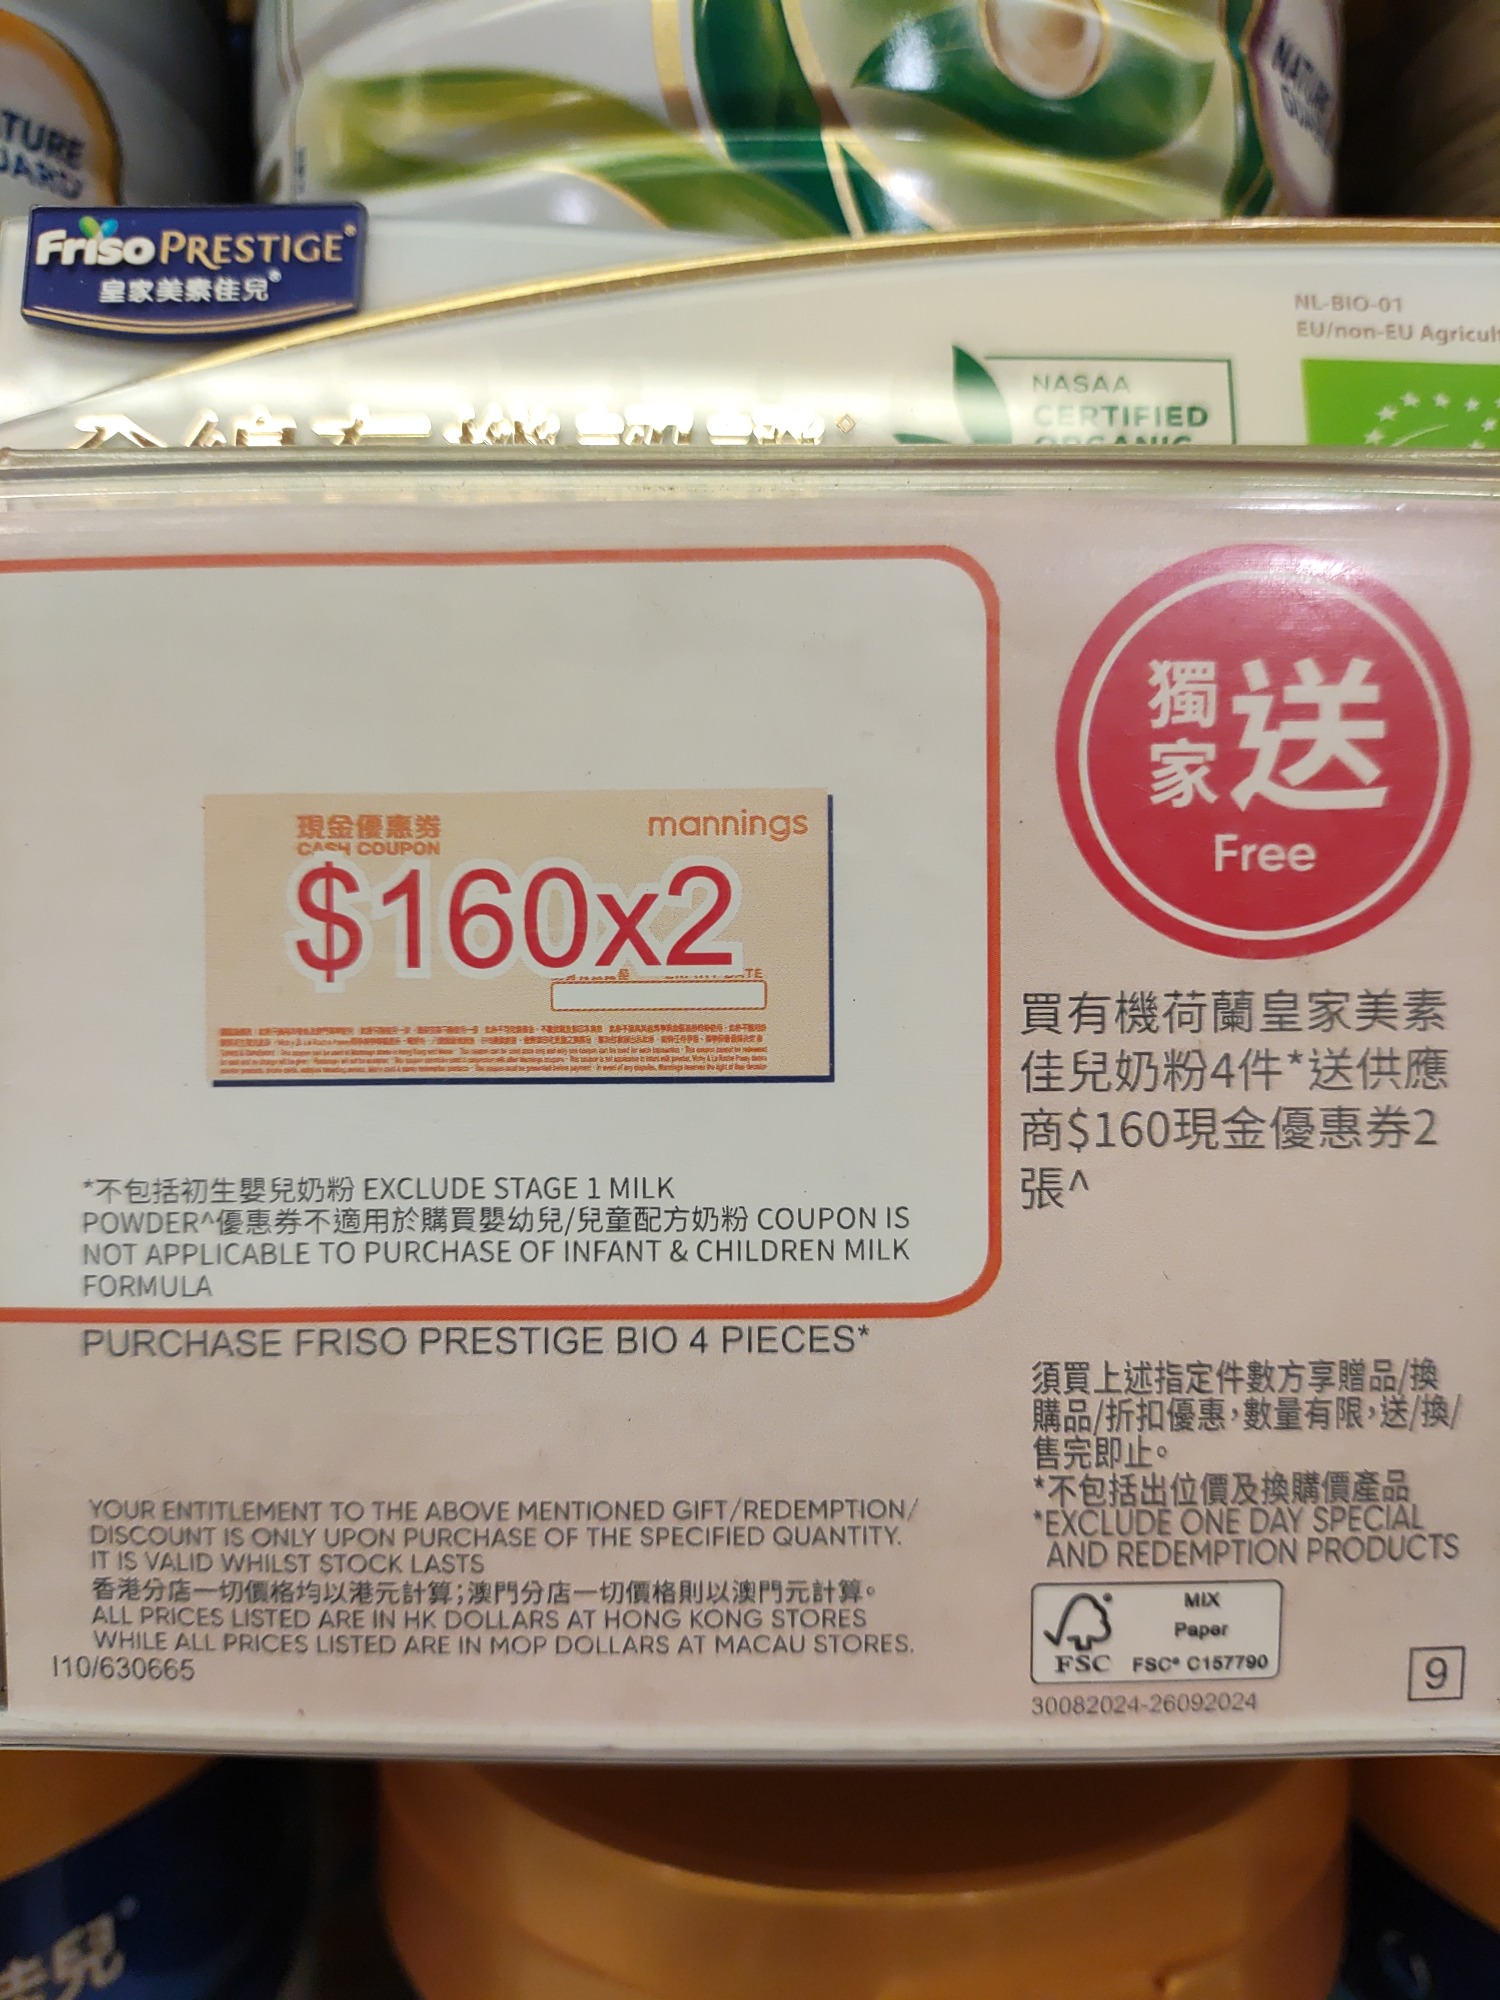 NATURE
TURE
Friso PRESTIGE®
皇家美素佳兒®
NL-BIO-01
EU/non-EU
NASAA
CERTIFIED
ORGANIC
獨家送
Free
現金優惠券
mannings
CASH COUPON
$160x2
買有機荷蘭皇家美素
佳兒奶粉4件*送供應
商$160現金優惠券2
張^
*不包括初生嬰兒奶粉 EXCLUDE STAGE 1 MILK
POWDER^優惠券不適用於購買嬰幼兒/兒童配方奶粉 COUPON IS
NOT APPLICABLE TO PURCHASE OF INFANT & CHILDREN MILK
FORMULA
PURCHASE FRISO PRESTIGE BIO 4 PIECES*
須買上述指定件數方享贈品/換
購品/折扣優惠,數量有限,送/換/
售完即止。
*不包括出位價及換購價產品
*EXCLUDE ONE DAY SPECIAL
AND REDEMPTION PRODUCTS
YOUR ENTITLEMENT TO THE ABOVE MENTIONED GIFT/REDEMPTION/
DISCOUNT IS ONLY UPON PURCHASE OF THE SPECIFIED QUANTITY.
IT IS VALID WHILST STOCK LASTS
香港分店一切價格均以港元計算;澳門分店一切價格則以澳門元計算。
ALL PRICES LISTED ARE IN HK DOLLARS AT HONG KONG STORES
WHILE ALL PRICES LISTED ARE IN MOP DOLLARS AT MACAU STORES.
I10/630665
MIX
Paper
FSC
FSC® C157790
30082024-26092024
9